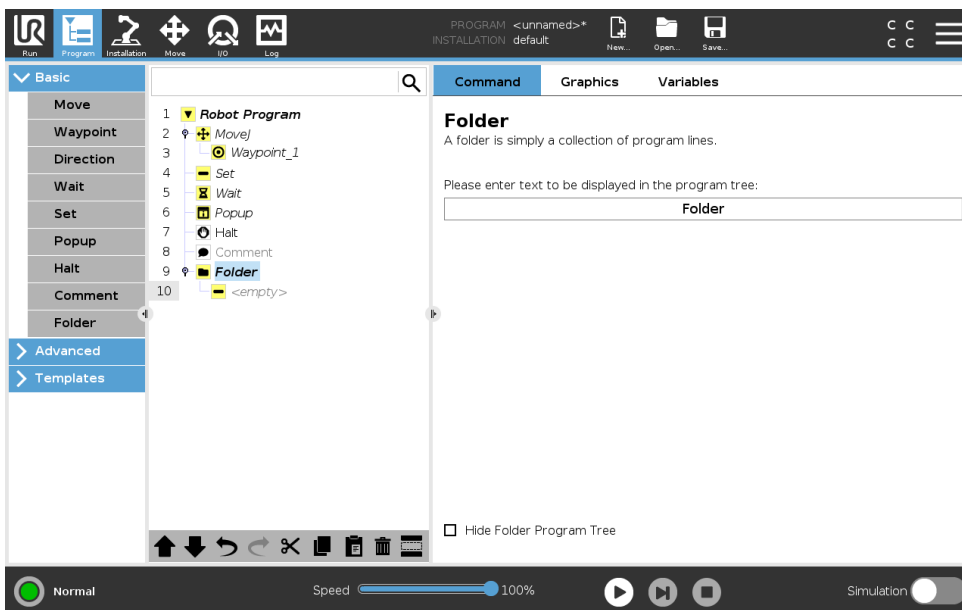 UR
PROGRAM <unnamed>*
INSTALLATION default
C C
C C
Run Program Installation Move I/O Log New... Open... Save...
Basic
Move
Waypoint
Direction
Wait
Set
Popup
Halt
Comment
Folder
Advanced
Templates
1 Robot Program
2 MoveJ
3 Waypoint_1
4 Set
5 Wait
6 Popup
7 Halt
8 Comment
9 Folder
10 <empty>
Command Graphics Variables
Folder
A folder is simply a collection of program lines.
Please enter text to be displayed in the program tree:
Folder
Hide Folder Program Tree
Normal Speed 100% Simulation